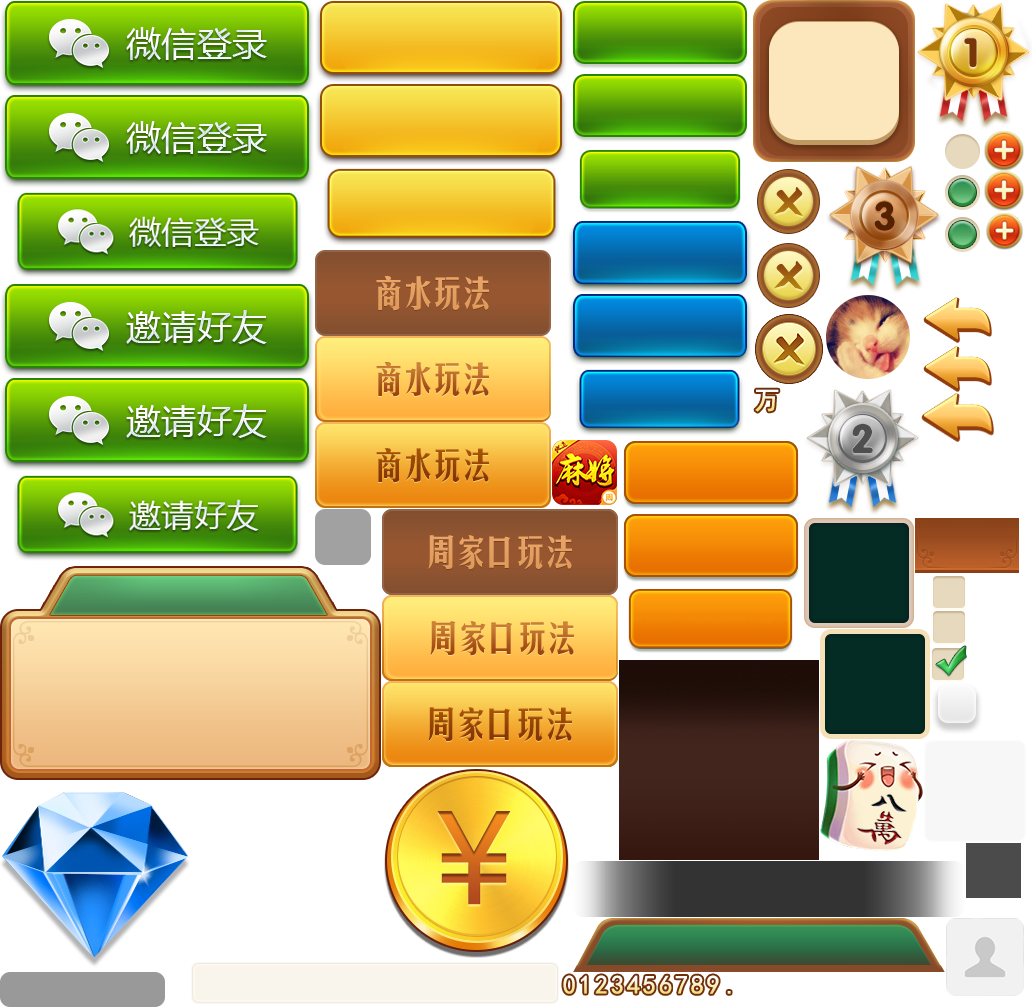 微信登录
微信登录
微信登录
邀请好友
邀请好友
邀请好友
商水玩法
商水玩法
商水玩法
周家口玩法
周家口玩法
周家口玩法
1
3
2
万
麻将
周
八萬
¥
0123456789.